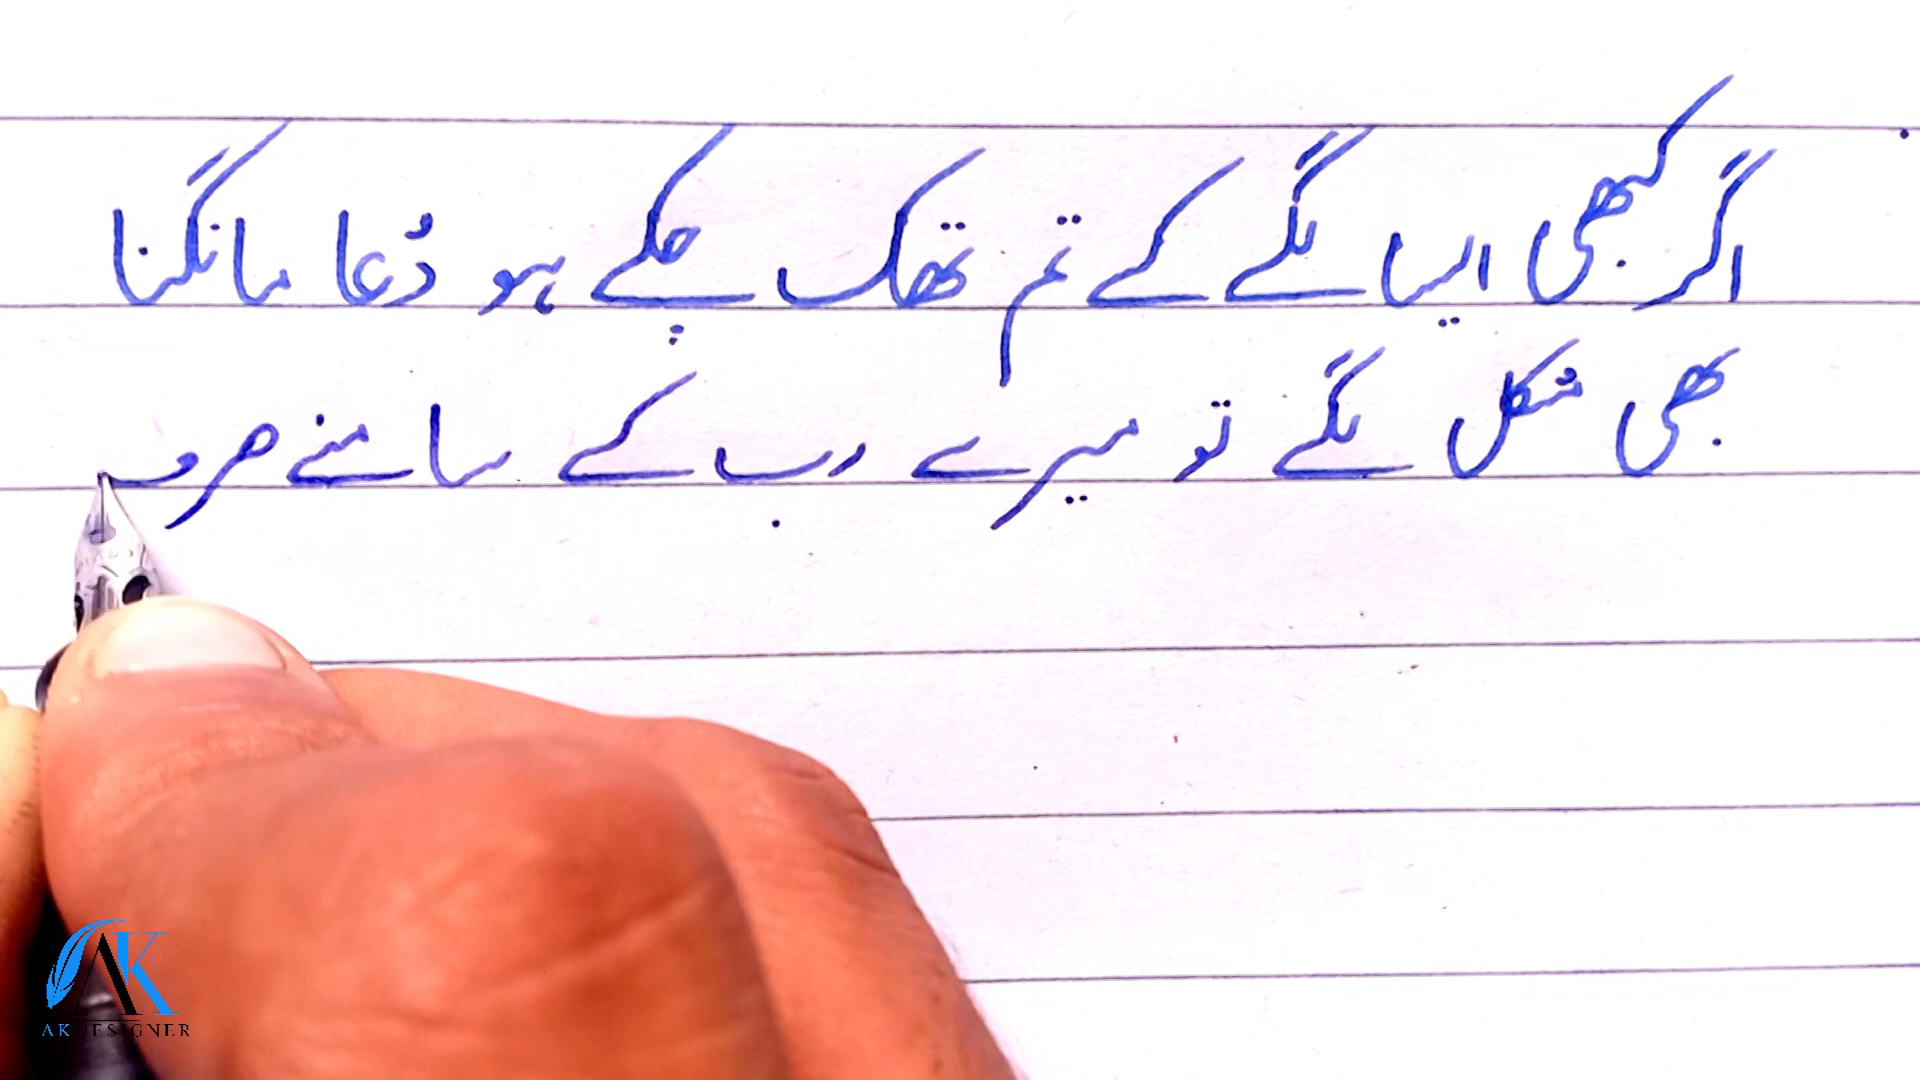 اگر کبھی ایسا لگے کے تم تھک چکے ہو دُعا مانگنا
بھی مشکل لگے تو میرے رب کے سامنے
AK DESIGNER